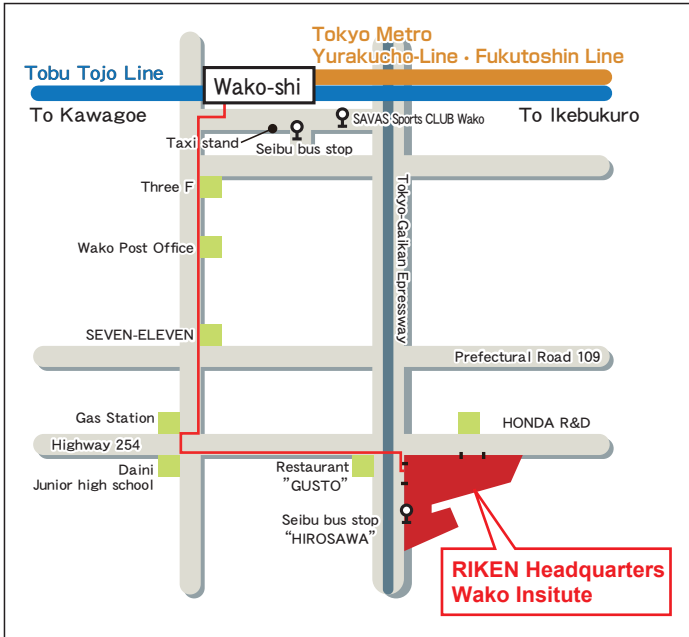 Tokyo Metro
Yurakucho-Line · Fukutoshin Line
Tobu Tojo Line
Wako-shi
To Kawagoe
To Ikebukuro
SAVAS Sports CLUB Wako
Taxi stand
Seibu bus stop
Three F
Tokyo-Gaikan Epressway
Wako Post Office
SEVEN-ELEVEN
Prefectural Road 109
Gas Station
HONDA R&D
Highway 254
Daini
Junior high school
Restaurant
"GUSTO"
Seibu bus stop
"HIROSAWA"
RIKEN Headquarters
Wako Insitute